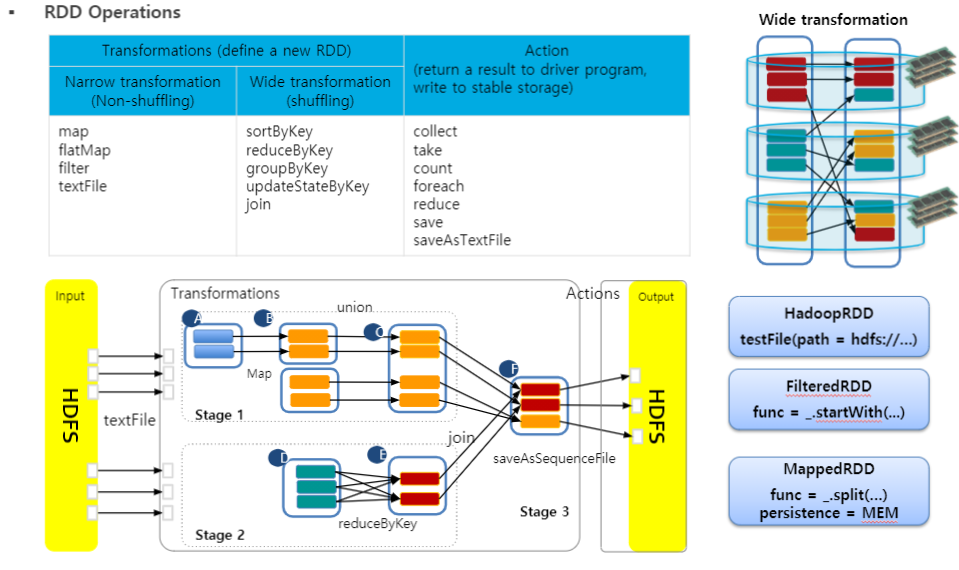 ▪ RDD Operations
Transformations (define a new RDD)
Action
(return a result to driver program,
write to stable storage)
Narrow transformation
(Non-shuffling)
Wide transformation
(shuffling)
map
flatMap
filter
textFile
sortByKey
reduceByKey
groupByKey
updateStateByKey
join
collect
take
count
foreach
reduce
save
saveAsTextFile
Wide transformation
Input
HDFS
textFile
Transformations
A
B
union
C
Map
Stage 1
D
E
join
reduceByKey
Stage 2
F
saveAsSequenceFile
Stage 3
Actions
Output
HDFS
HadoopRDD
testFile(path = hdfs://...)
FilteredRDD
func = _.startWith(...)
MappedRDD
func = _.split(...)
persistence = MEM